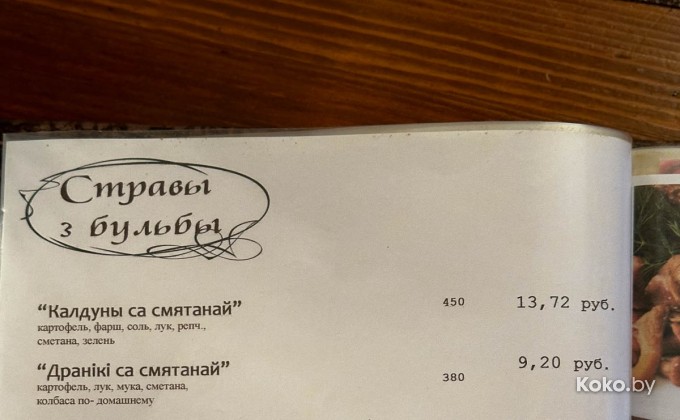 Стравы
з бульбы
“Калдуны са смятанай” 450 13,72 руб.
картофель, фарш, соль, лук, репч.,
сметана, зелень
“Дранікі са смятанай” 380 9,20 руб.
картофель, лук, мука, сметана,
колбаса по- домашнему
Koko.by